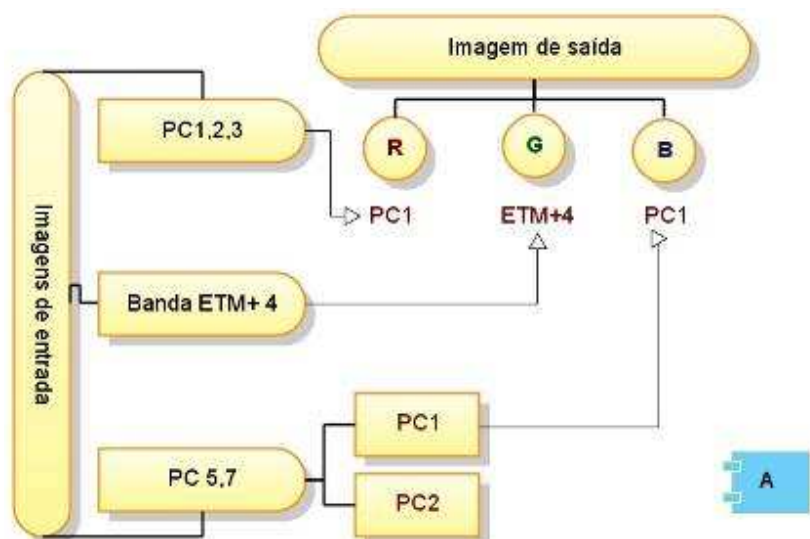 Imagem de saída
R
G
B
PC1
ETM+4
PC1
Imagens de entrada
PC1,2,3
Banda ETM+ 4
PC 5,7
PC1
PC2
A